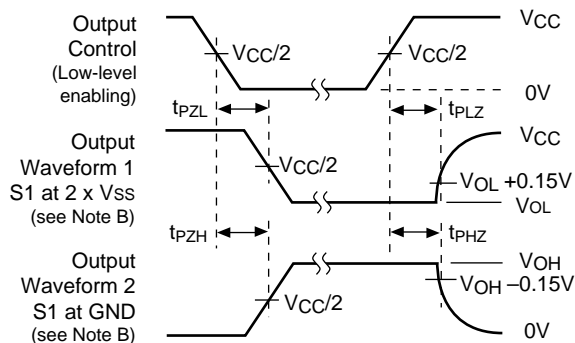 Output
Control
(Low-level
enabling)
VCC/2
VCC/2
VCC
0V
tPZL
tPLZ
Output
Waveform 1
S1 at 2 x VSS
(see Note B)
VCC/2
VCC
VOL +0.15V
VOL
tPZH
tPHZ
Output
Waveform 2
S1 at GND
(see Note B)
VCC/2
VOH
VOH –0.15V
0V